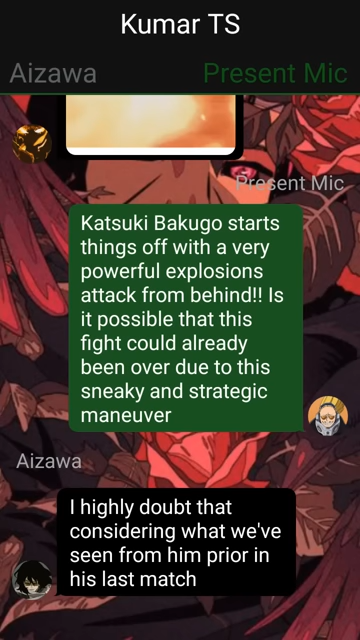 Kumar TS
Aizawa
Present Mic
Present Mic
Katsuki Bakugo starts
things off with a very
powerful explosions
attack from behind!! Is
it possible that this
fight could already
been over due to this
sneaky and strategic
maneuver
Aizawa
I highly doubt that
considering what we've
seen from him prior in
his last match